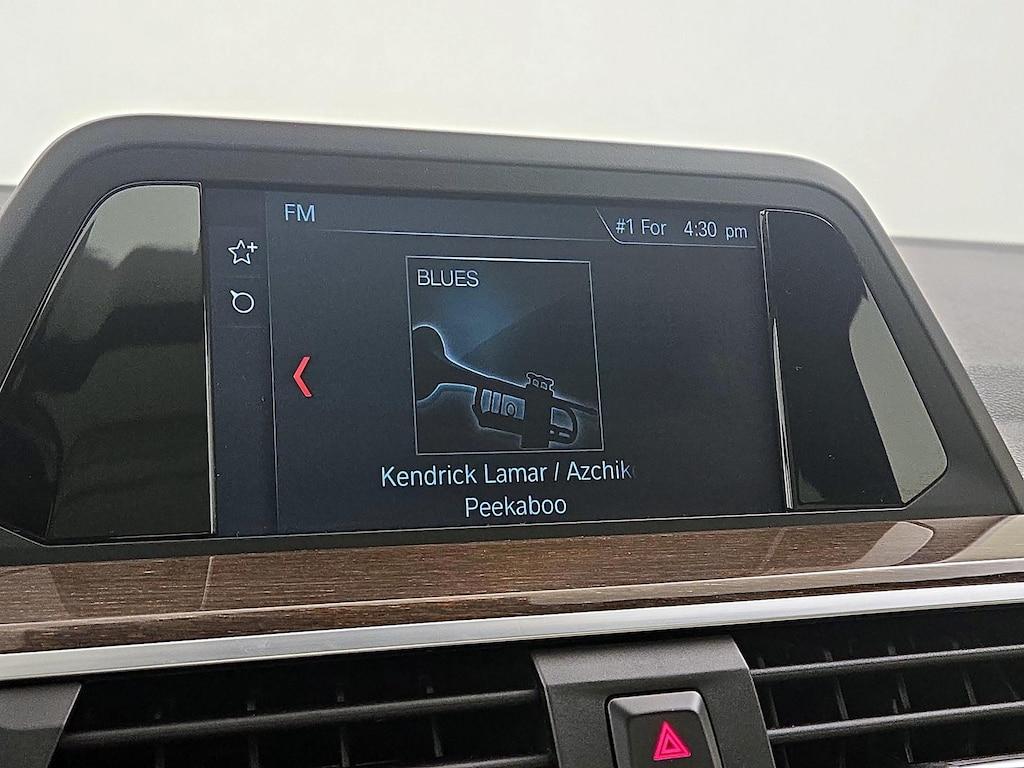 FM #1 For 4:30 pm
BLUES
Kendrick Lamar / Azchik
Peekaboo